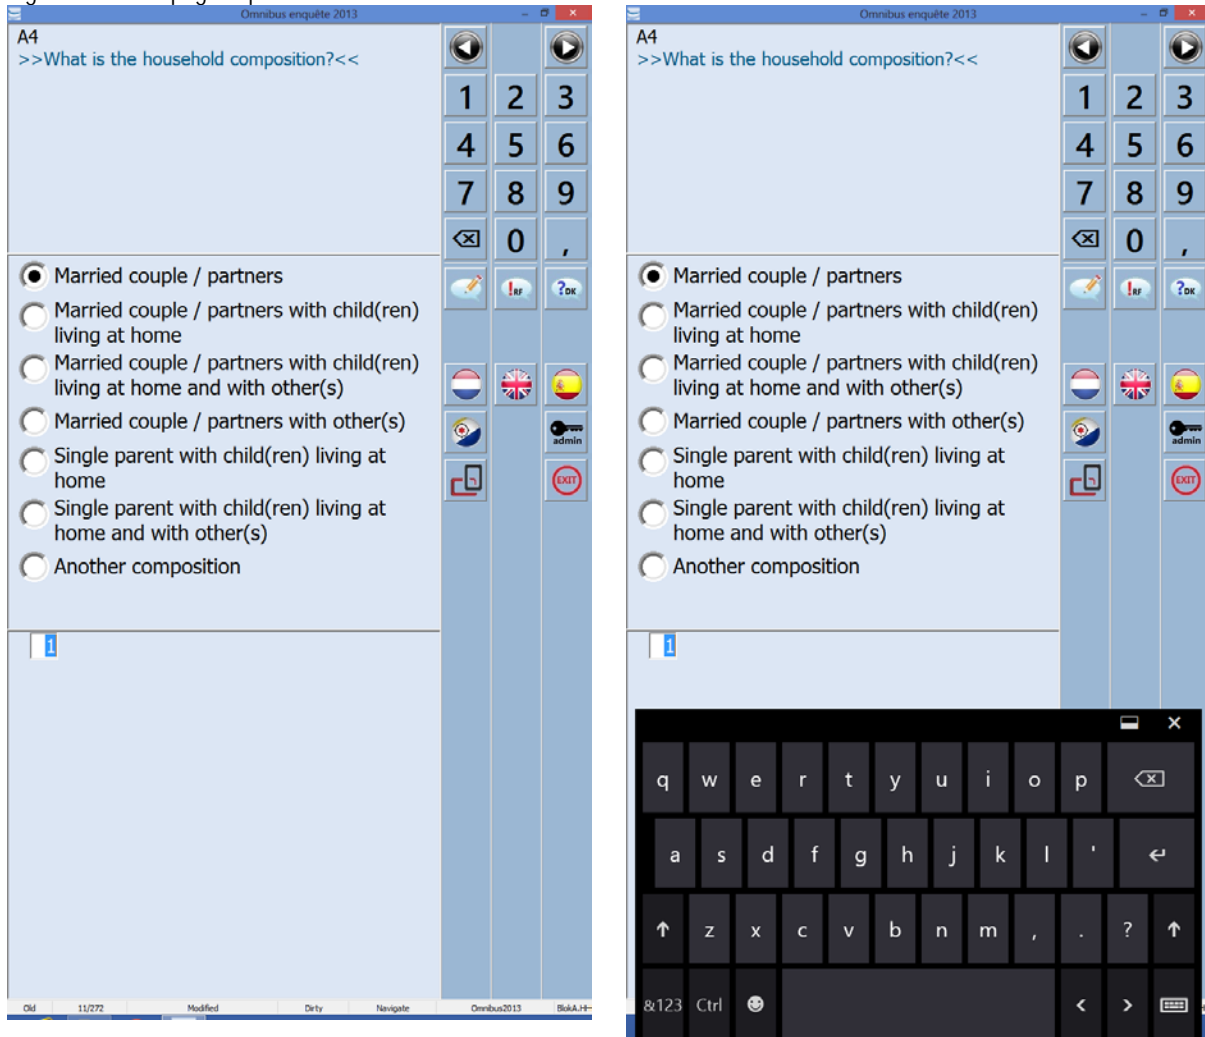 Omnibus enquête 2013
A4
>>What is the household composition?<<
1 2 3
4 5 6
7 8 9
0 ,
Married couple / partners
!RF ?DK
Married couple / partners with child(ren)
living at home
Married couple / partners with child(ren)
living at home and with other(s)
Married couple / partners with other(s)
admin
Single parent with child(ren) living at
home
EXIT
Single parent with child(ren) living at
home and with other(s)
Another composition
1
Old 11/272 Modified Dirty Navigate Omnibus2013 BlokA.H
Omnibus enquête 2013
A4
>>What is the household composition?<<
1 2 3
4 5 6
7 8 9
0 ,
Married couple / partners
!RF ?DK
Married couple / partners with child(ren)
living at home
Married couple / partners with child(ren)
living at home and with other(s)
Married couple / partners with other(s)
admin
Single parent with child(ren) living at
home
EXIT
Single parent with child(ren) living at
home and with other(s)
Another composition
1
q w e r t y u i o p
a s d f g h j k l '
z x c v b n m , . ?
&123 Ctrl < >